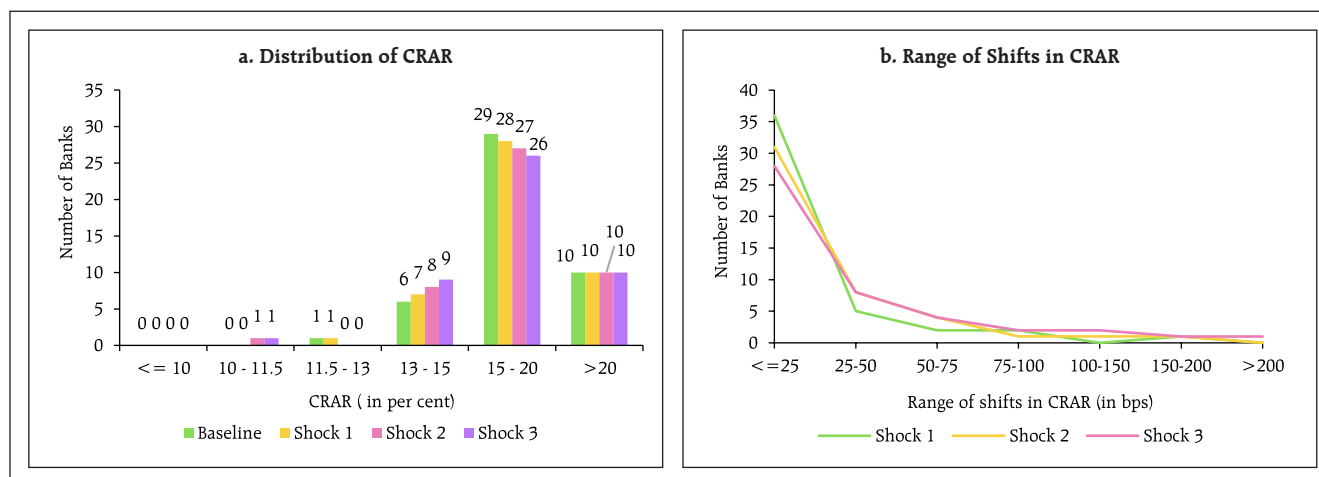 a. Distribution of CRAR
35
30
25
20
15
10
5
0
Number of Banks
0 0 0 0
0 0 1 1
1 1 0 0
6 7 8 9
29 28 27 26
10 10 10 10
<= 10
10 - 11.5
11.5 - 13
13 - 15
15 - 20
>20
CRAR ( in per cent)
Baseline Shock 1 Shock 2 Shock 3
b. Range of Shifts in CRAR
40
35
30
25
20
15
10
5
0
Number of Banks
<=25
25-50
50-75
75-100
100-150
150-200
>200
Range of shifts in CRAR (in bps)
Shock 1 Shock 2 Shock 3